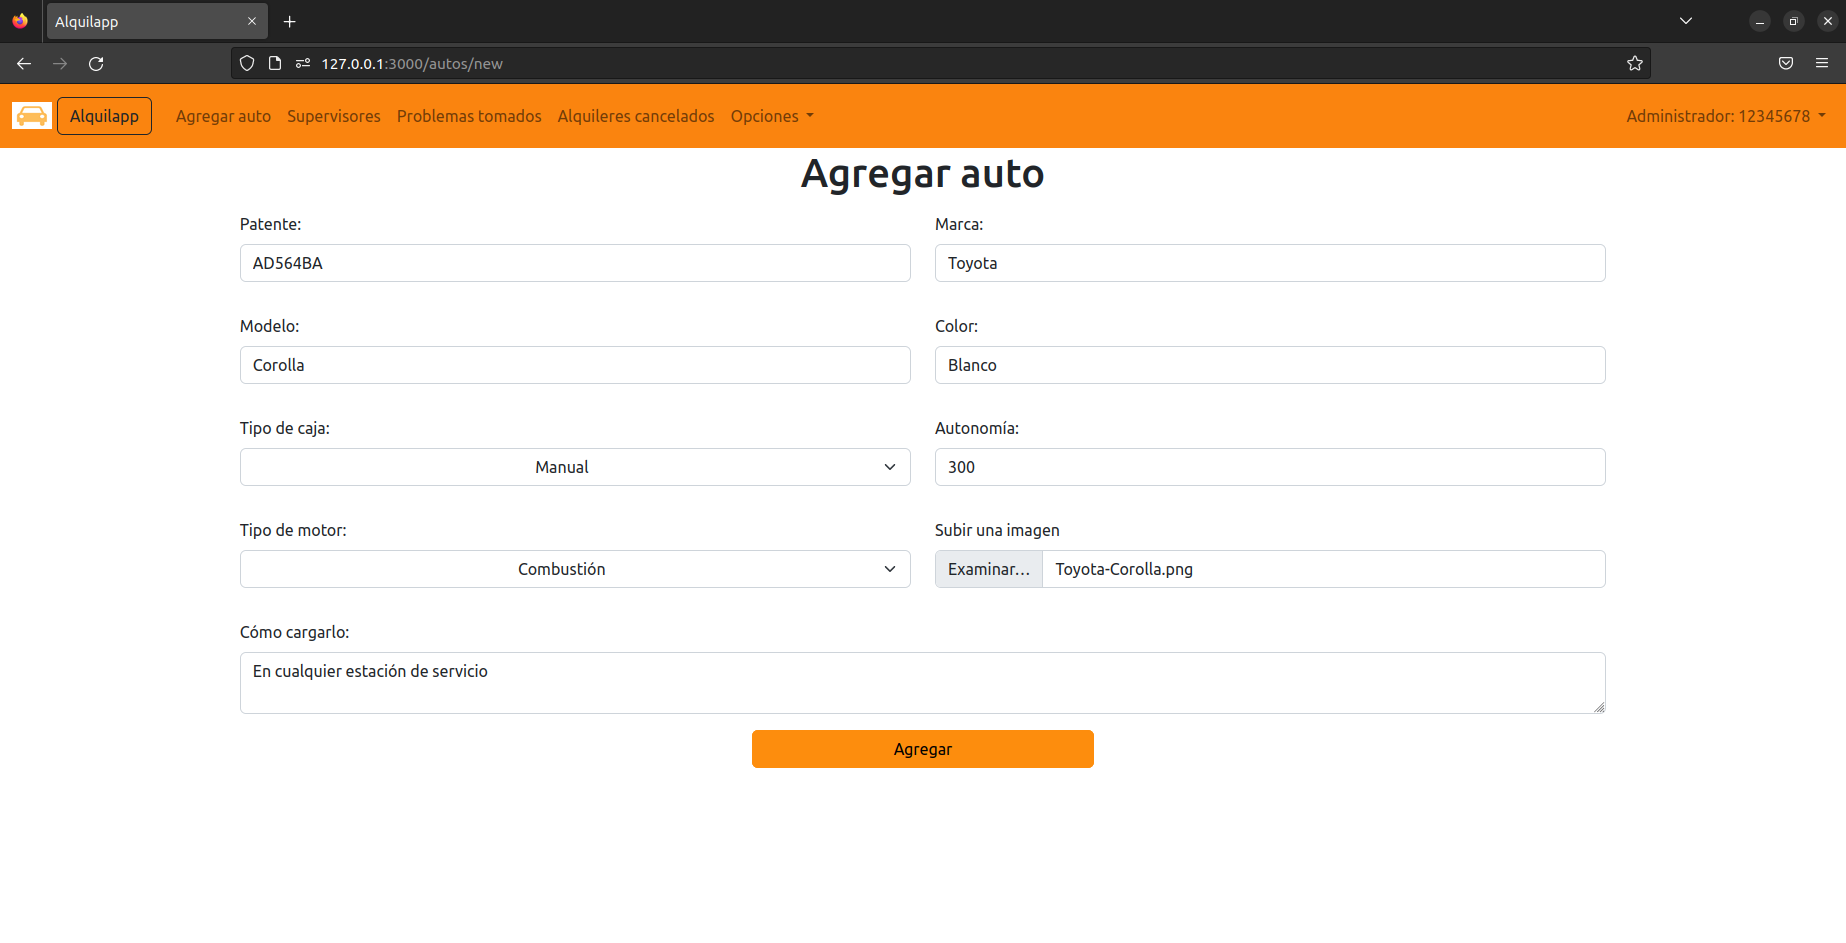 Alquilapp
127.0.0.1:3000/autos/new
Alquilapp Agregar auto Supervisores Problemas tomados Alquileres cancelados Opciones Administrador: 12345678
Agregar auto
Patente: Marca:
AD564BA Toyota
Modelo: Color:
Corolla Blanco
Tipo de caja: Autonomía:
Manual 300
Tipo de motor: Subir una imagen
Combustión Examinar... Toyota-Corolla.png
Cómo cargarlo:
En cualquier estación de servicio
Agregar